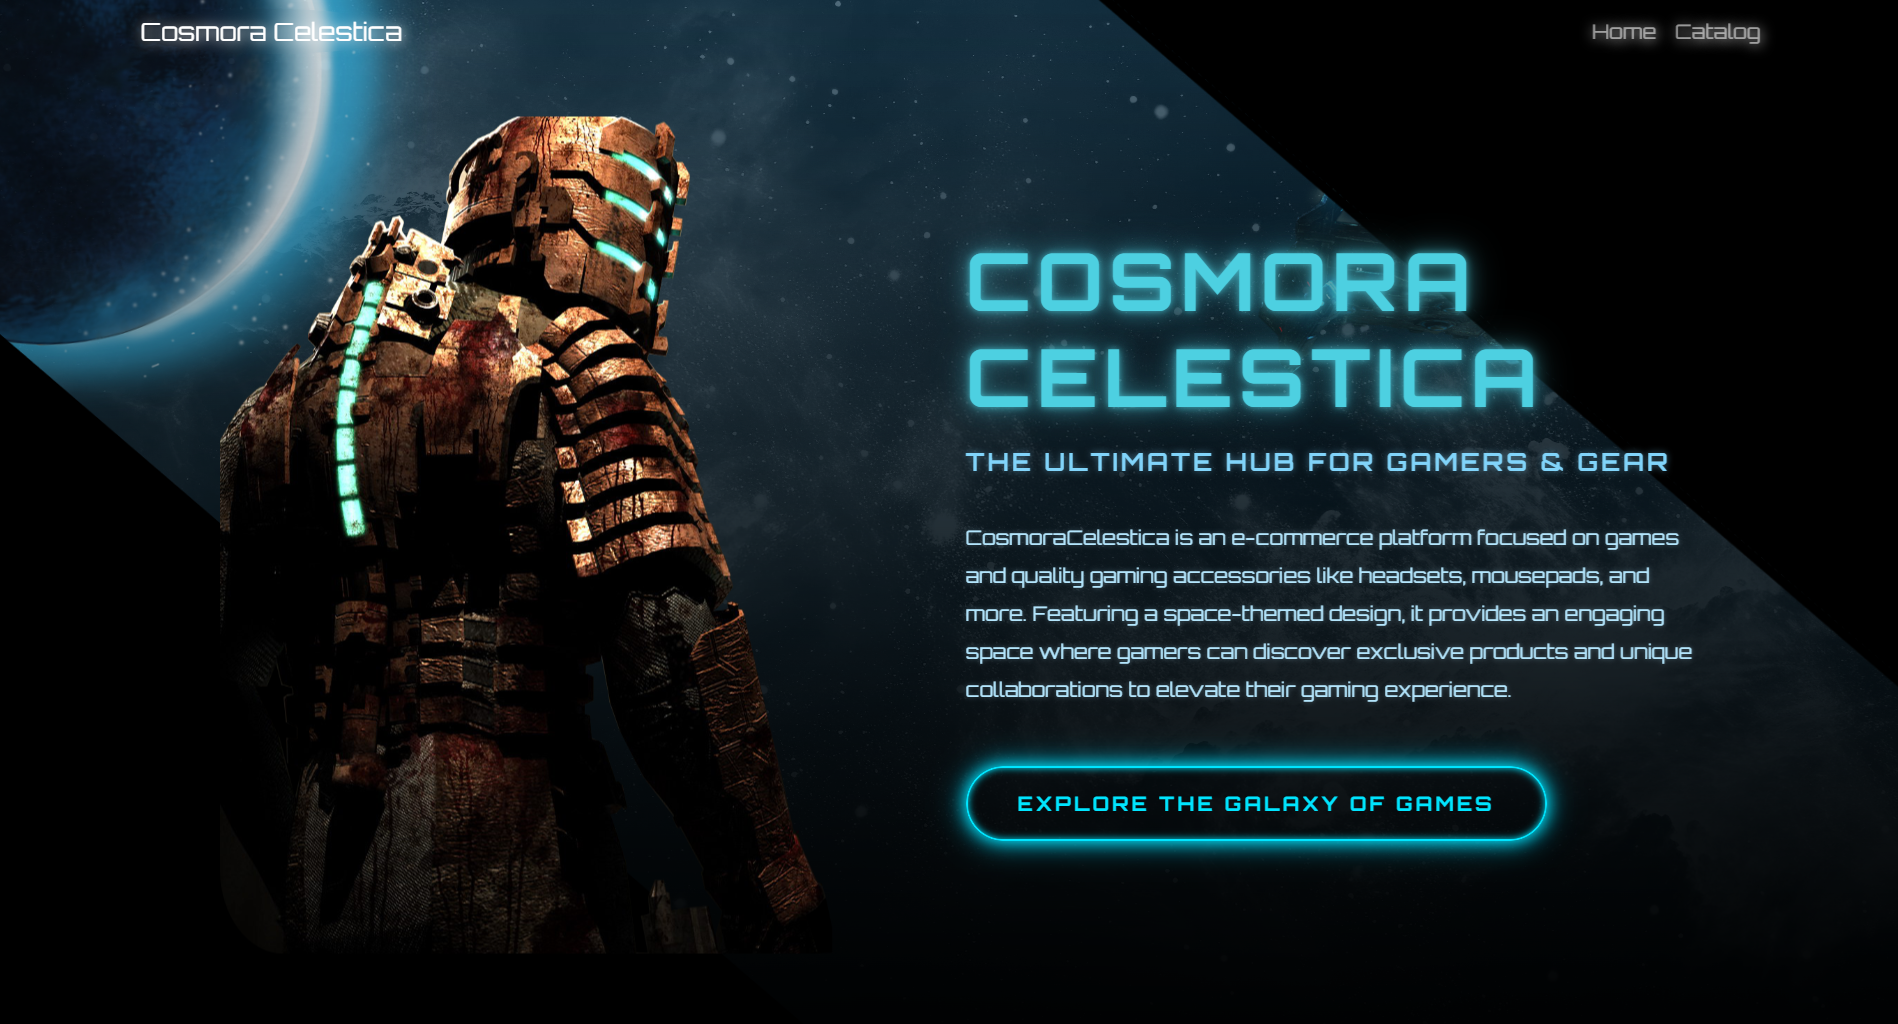 Cosmora Celestica
Home Catalog
COSMORA
CELESTICA
THE ULTIMATE HUB FOR GAMERS & GEAR
CosmoraCelestica is an e-commerce platform focused on games
and quality gaming accessories like headsets, mousepads, and
more. Featuring a space-themed design, it provides an engaging
space where gamers can discover exclusive products and unique
collaborations to elevate their gaming experience.
EXPLORE THE GALAXY OF GAMES